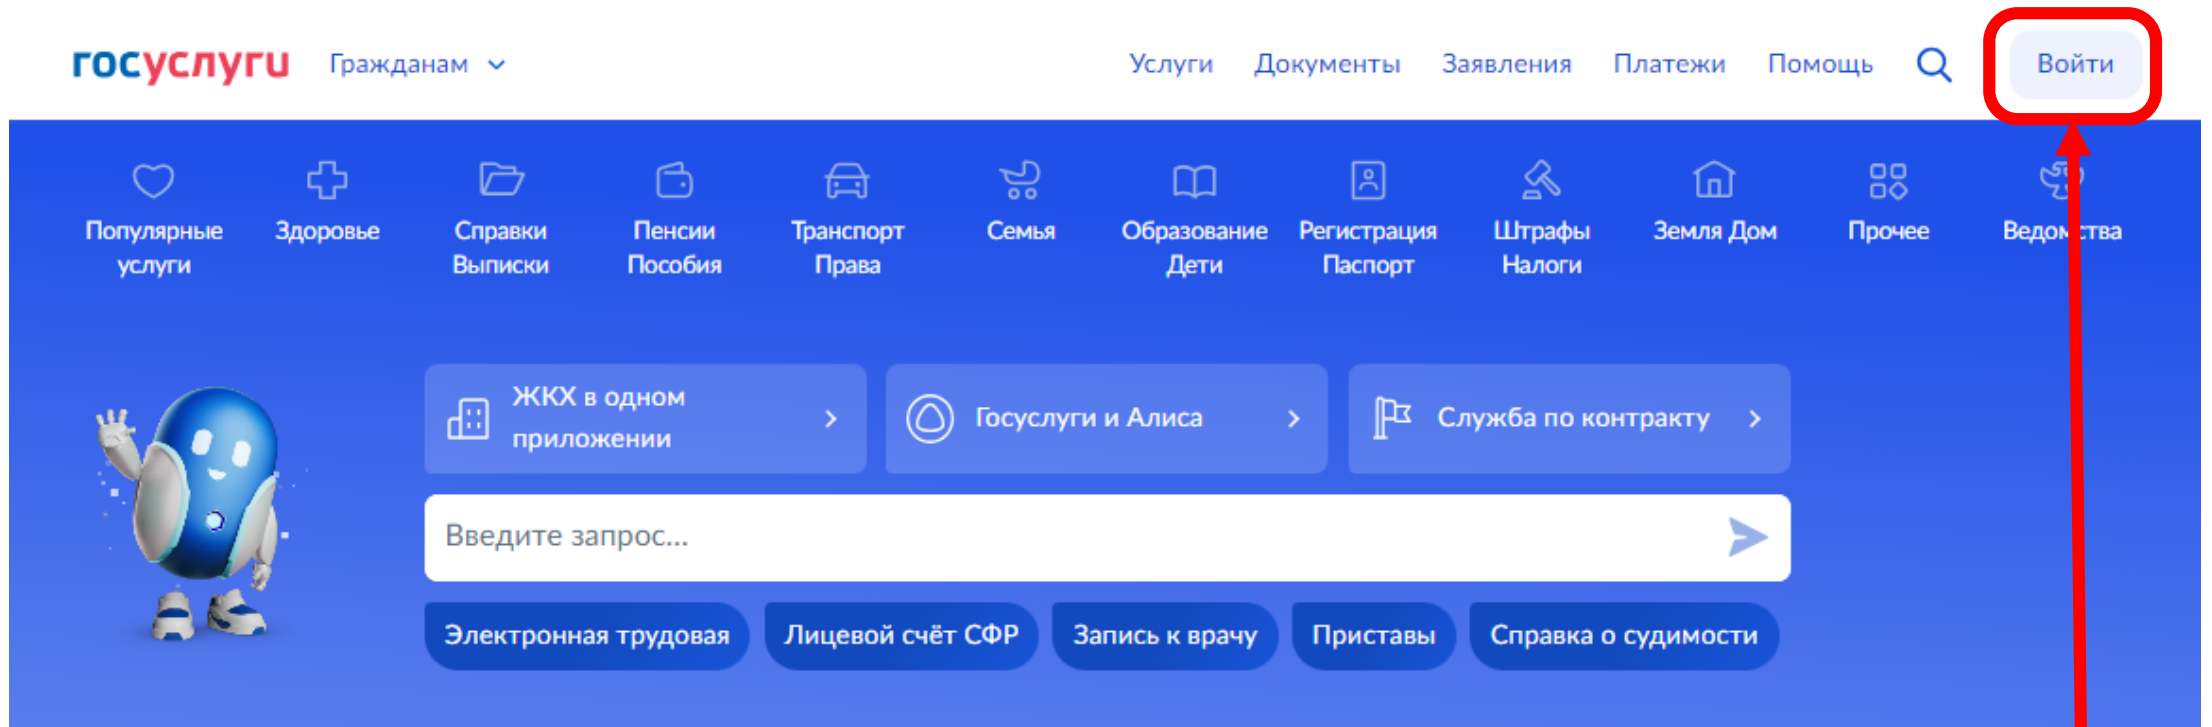 госуслуги Гражданам Услуги Документы Заявления Платежи Помощь Войти
Популярные услуги
Здоровье
Справки Выписки
Пенсии Пособия
Транспорт Права
Семья
Образование Дети
Регистрация Паспорт
Штрафы Налоги
Земля Дом
Прочее
Ведомства
ЖКХ в одном
приложении
Госуслуги и Алиса
Служба по контракту
Введите запрос...
Электронная трудовая
Лицевой счёт СФР
Запись к врачу
Приставы
Справка о судимости